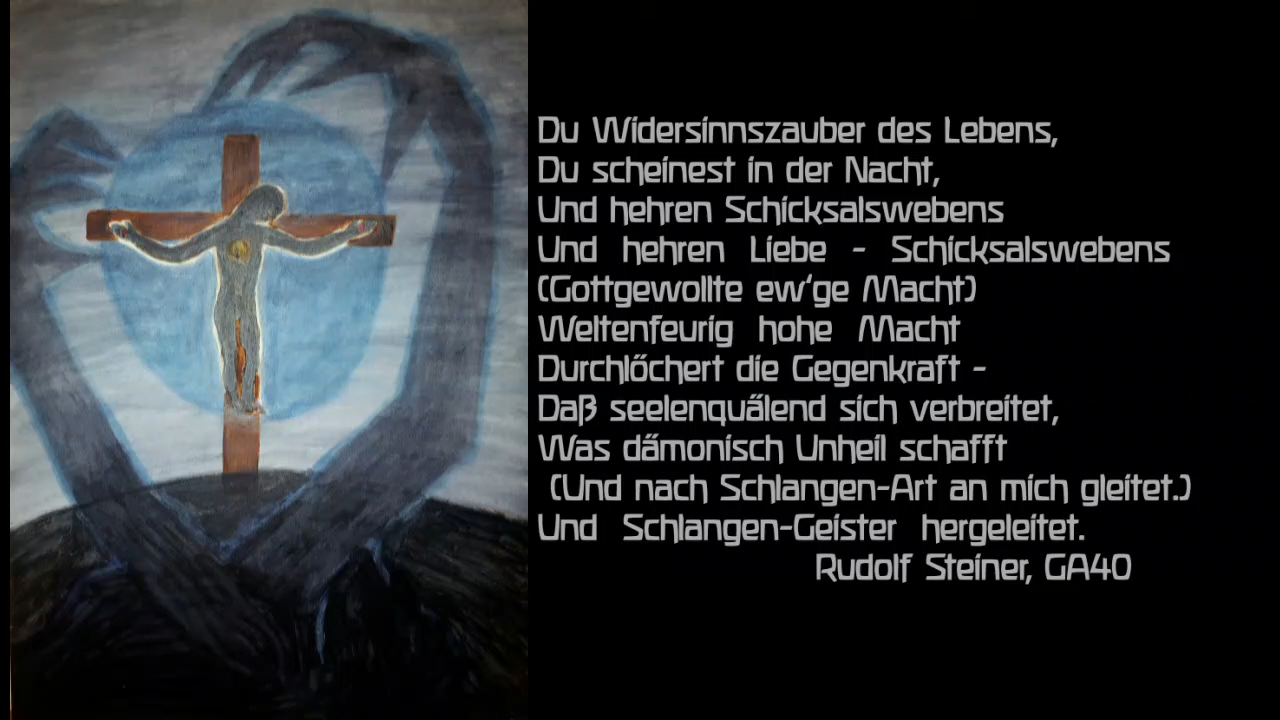 Du Widersinnszauber des Lebens,
Du scheinest in der Nacht,
Und hehren Schicksalswebens
Und hehren Liebe - Schicksalswebens
(Gottgewollte ew'ge Macht)
Weltenfeurig hohe Macht
Durchlöchert die Gegenkraft -
Daß seelenquälend sich verbreitet,
Was dämonisch Unheil schafft
(Und nach Schlangen-Art an mich gleitet.)
Und Schlangen-Geister hergeleitet.
Rudolf Steiner, GA40